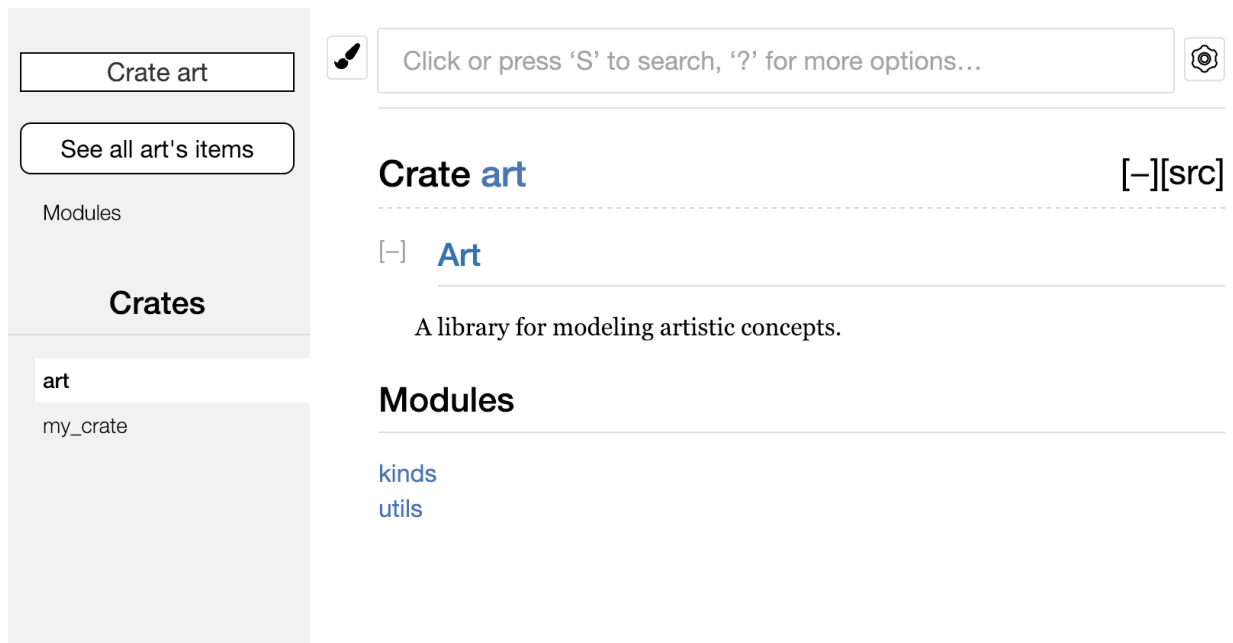 Crate art
See all art's items
Modules
Crates
art
my_crate
Click or press ‘S’ to search, ‘?’ for more options…
Crate art
[−][src]
[−]
Art
A library for modeling artistic concepts.
Modules
kinds
utils